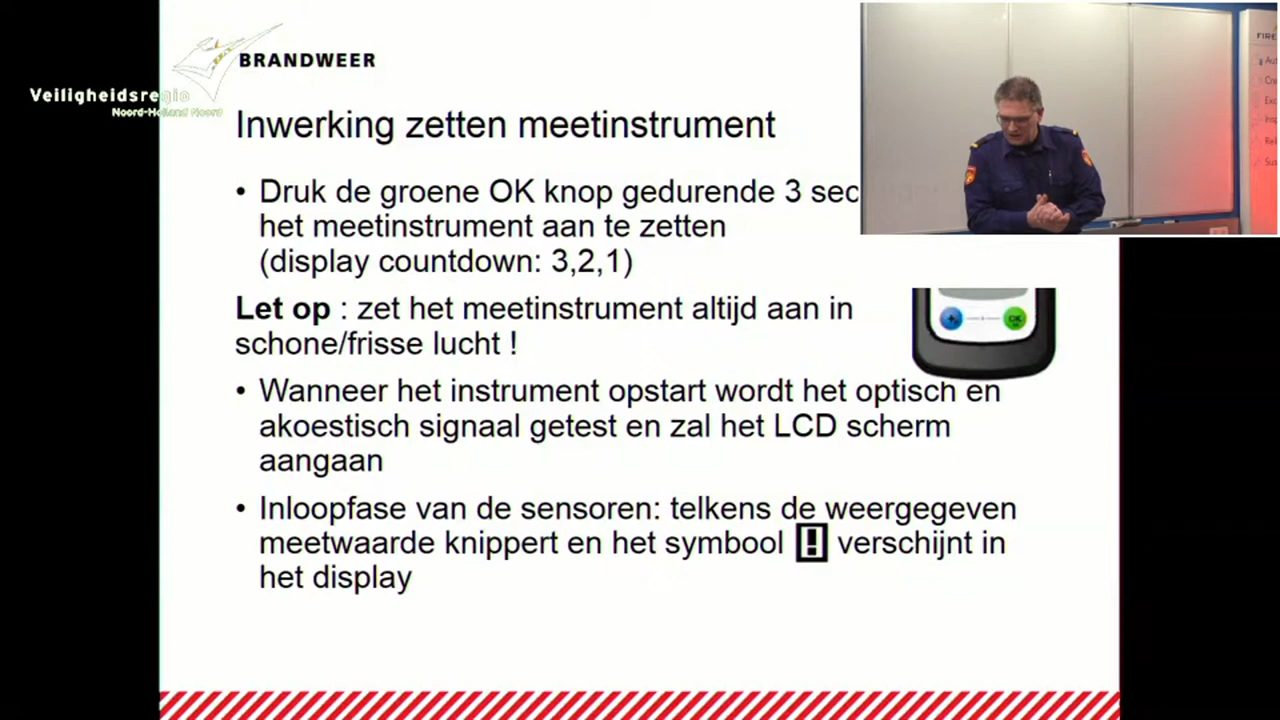 BRANDWEER
Veiligheidsregio
Noord-Holland Noord
Inwerking zetten meetinstrument
• Druk de groene OK knop gedurende 3 sec
het meetinstrument aan te zetten
(display countdown: 3,2,1)
Let op : zet het meetinstrument altijd aan in
schone/frisse lucht !
OK
• Wanneer het instrument opstart wordt het optisch en
akoestisch signaal getest en zal het LCD scherm
aangaan
• Inloopfase van de sensoren: telkens de weergegeven
meetwaarde knippert en het symbool ! verschijnt in
het display
FIRE